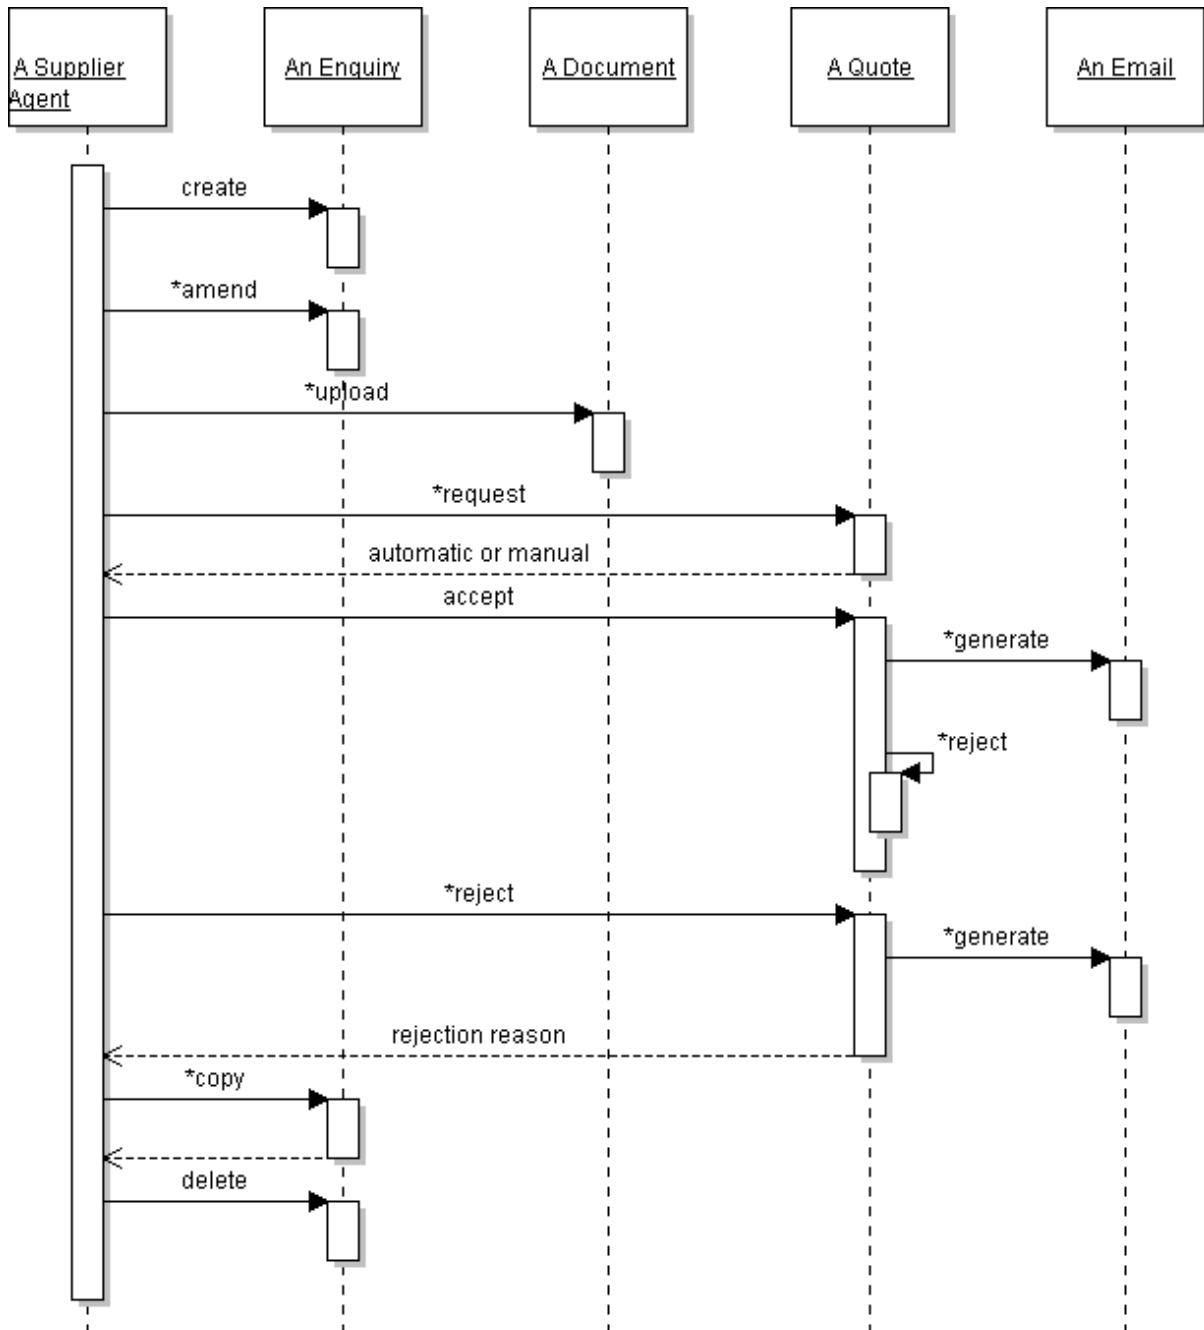 A Supplier
Agent
An Enquiry
A Document
A Quote
An Email
create
*amend
*upload
*request
automatic or manual
accept
*generate
*reject
*reject
*generate
rejection reason
*copy
delete